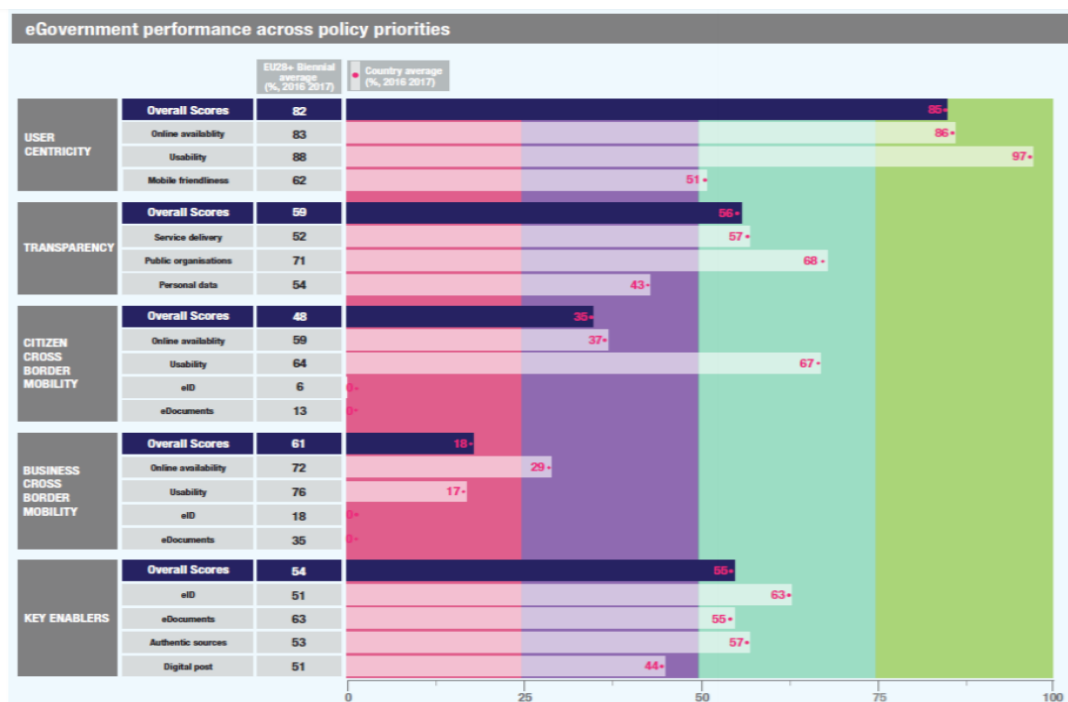 eGovernment performance across policy priorities
EU28+ Biennial
average
(%, 2016 2017)
Country average
(%, 2016 2017)
USER
CENTRICITY
Overall Scores 82 85
Online availablity 83 86
Usability 88 97
Mobile friendliness 62 51
TRANSPARENCY
Overall Scores 59 56
Service delivery 52 57
Public organisations 71 68
Personal data 54 43
CITIZEN
CROSS
BORDER
MOBILITY
Overall Scores 48 35
Online availablity 59 37
Usability 64 67
eID 6 0
eDocuments 13 0
BUSINESS
CROSS
BORDER
MOBILITY
Overall Scores 61 18
Online availability 72 29
Usability 76 17
eID 18 0
eDocuments 35 0
KEY ENABLERS
Overall Scores 54 55
eID 51 63
eDocuments 63 55
Authentic sources 53 57
Digital post 51 44
0 25 50 75 100